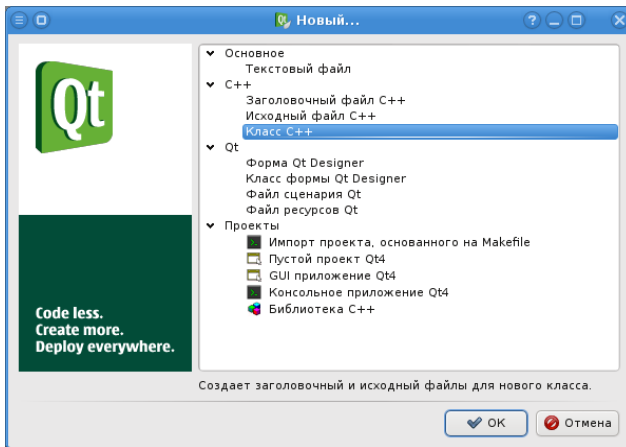 Новый...
Qt
Code less.
Create more.
Deploy everywhere.
Основное
Текстовый файл
C++
Заголовочный файл C++
Исходный файл C++
Класс C++
Qt
Форма Qt Designer
Класс формы Qt Designer
Файл сценария Qt
Файл ресурсов Qt
Проекты
Импорт проекта, основанного на Makefile
Пустой проект Qt4
GUI приложение Qt4
Консольное приложение Qt4
Библиотека C++
Создает заголовочный и исходный файлы для нового класса.
OK
Отмена